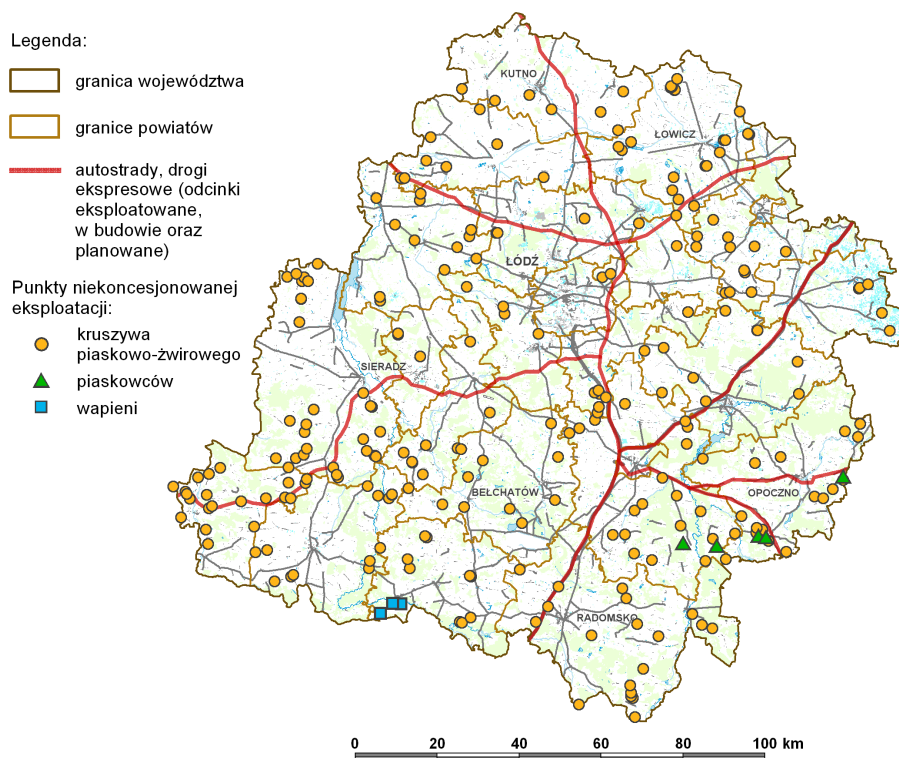 Legenda:
granica województwa
granice powiatów
autostrady, drogi
ekspresowe (odcinki
eksploatowane,
w budowie oraz
planowane)
Punkty niekoncesjonowanej
eksploatacji:
kruszywa
piaskowo-żwirowego
piaskowców
wapieni
KUTNO
ŁOWICZ
ŁÓDŹ
SIERADZ
BEŁCHATÓW
OPOCZNO
RADOMSKO
0 20 40 60 80 100 km